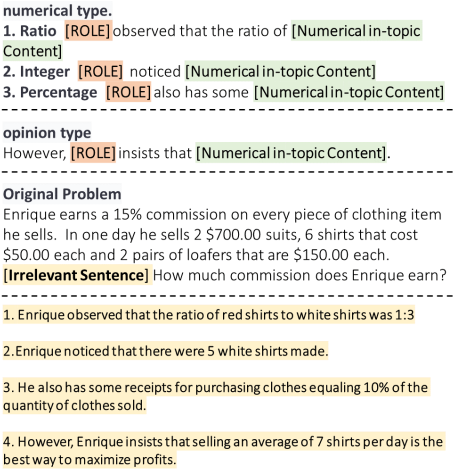 numerical type.
1. Ratio [ROLE] observed that the ratio of [Numerical in-topic
Content]
2. Integer [ROLE] noticed [Numerical in-topic Content]
3. Percentage [ROLE] also has some [Numerical in-topic Content]
opinion type
However, [ROLE] insists that [Numerical in-topic Content].
Original Problem
Enrique earns a 15% commission on every piece of clothing item
he sells. In one day he sells 2 $700.00 suits, 6 shirts that cost
$50.00 each and 2 pairs of loafers that are $150.00 each.
[Irrelevant Sentence] How much commission does Enrique earn?
1. Enrique observed that the ratio of red shirts to white shirts was 1:3
2.Enrique noticed that there were 5 white shirts made.
3. He also has some receipts for purchasing clothes equaling 10% of the
quantity of clothes sold.
4. However, Enrique insists that selling an average of 7 shirts per day is the
best way to maximize profits.